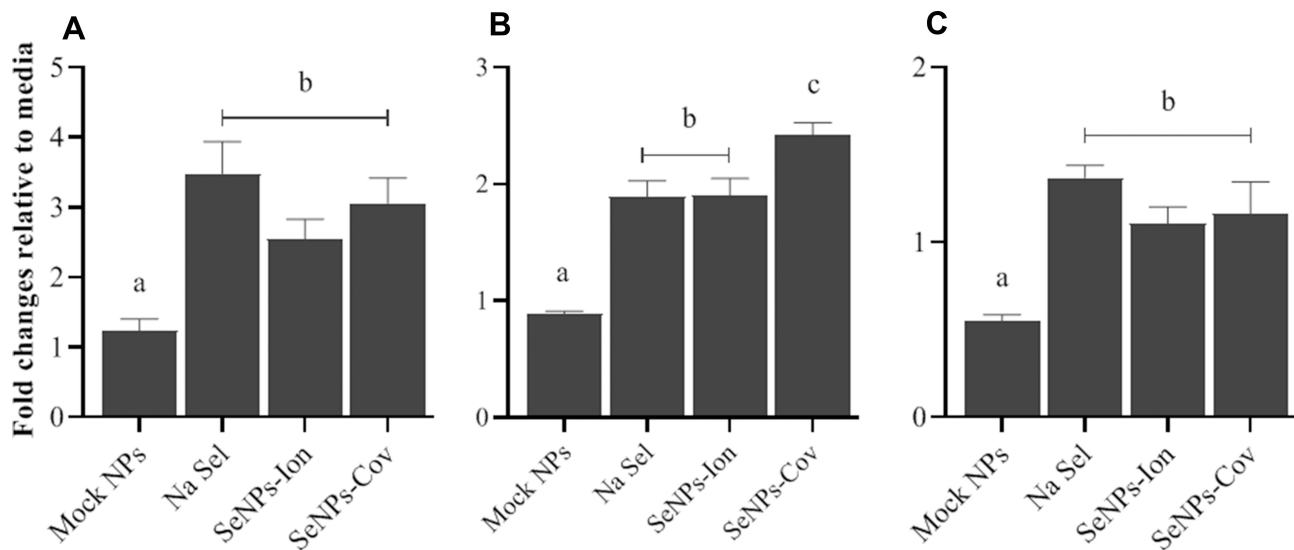 A
Fold changes relative to media
5
4
3
2
1
0
a
b
Mock NPs
Na Sel
SeNPs-Ion
SeNPs-Cov
B
3
2
1
0
a
b
c
Mock NPs
Na Sel
SeNPs-Ion
SeNPs-Cov
C
2
1
0
a
b
Mock NPs
Na Sel
SeNPs-Ion
SeNPs-Cov